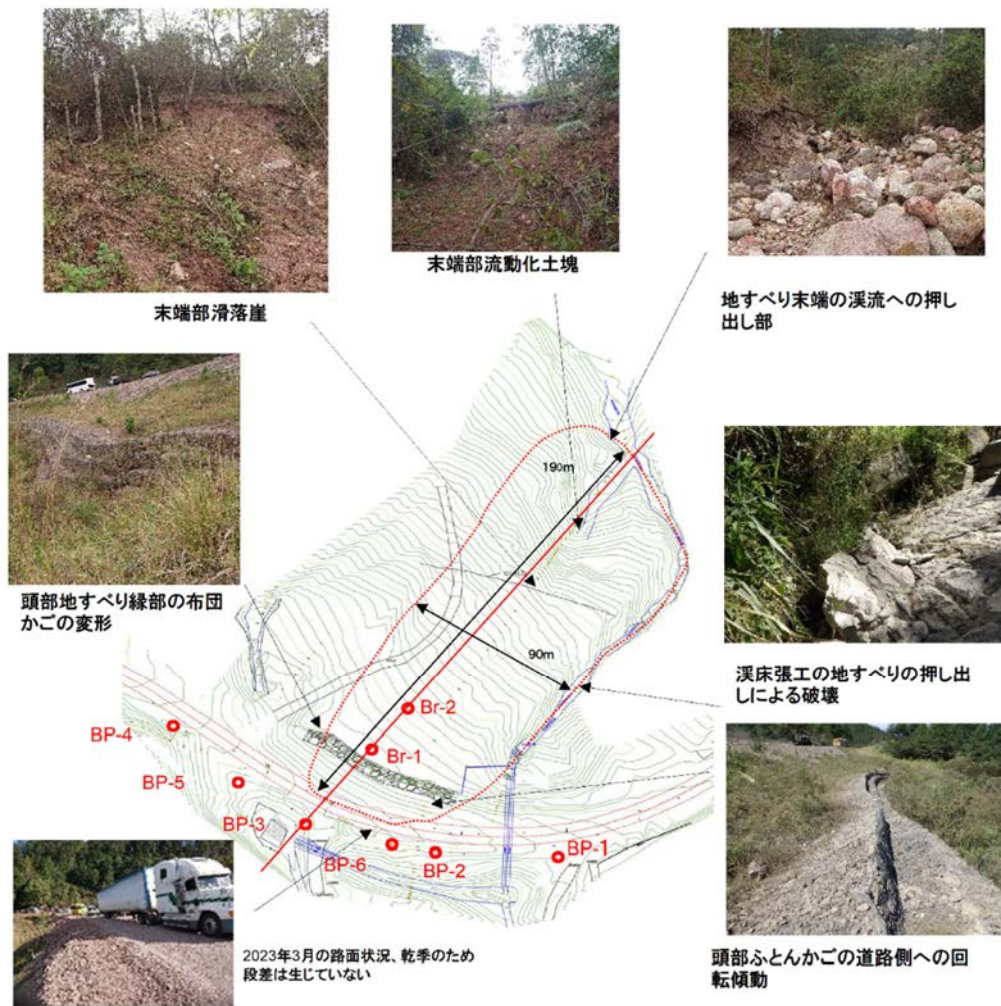 末端部滑落崖
末端部流動化土塊
地すべり末端の渓流への押し
出し部
頭部地すべり縁部の布団
かごの変形
190m
90m
渓床張工の地すべりの押し出
しによる破壊
Br-2
BP-4
Br-1
BP-5
BP-3
BP-6
BP-2
BP-1
2023年3月の路面状況、乾季のため
段差は生じていない
頭部ふとんかごの道路側への回
転傾動